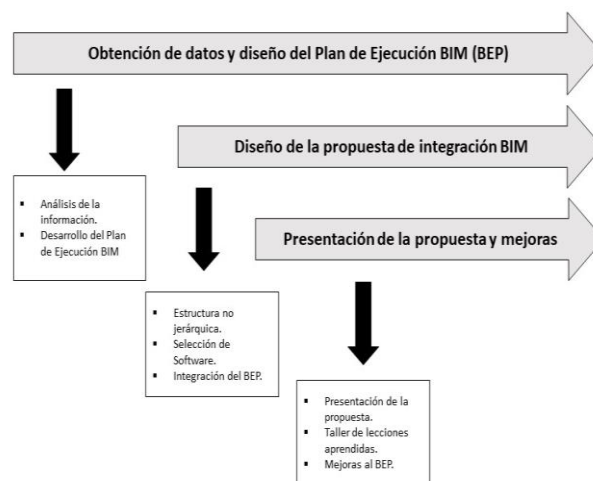 Obtención de datos y diseño del Plan de Ejecución BIM (BEP)
Diseño de la propuesta de integración BIM
Análisis de la
información.
Desarrollo del Plan
de Ejecución BIM
Presentación de la propuesta y mejoras
Estructura no
jerárquica.
Selección de
Software.
Integración del BEP.
Presentación de la
propuesta.
Taller de lecciones
aprendidas.
Mejoras al BEP.